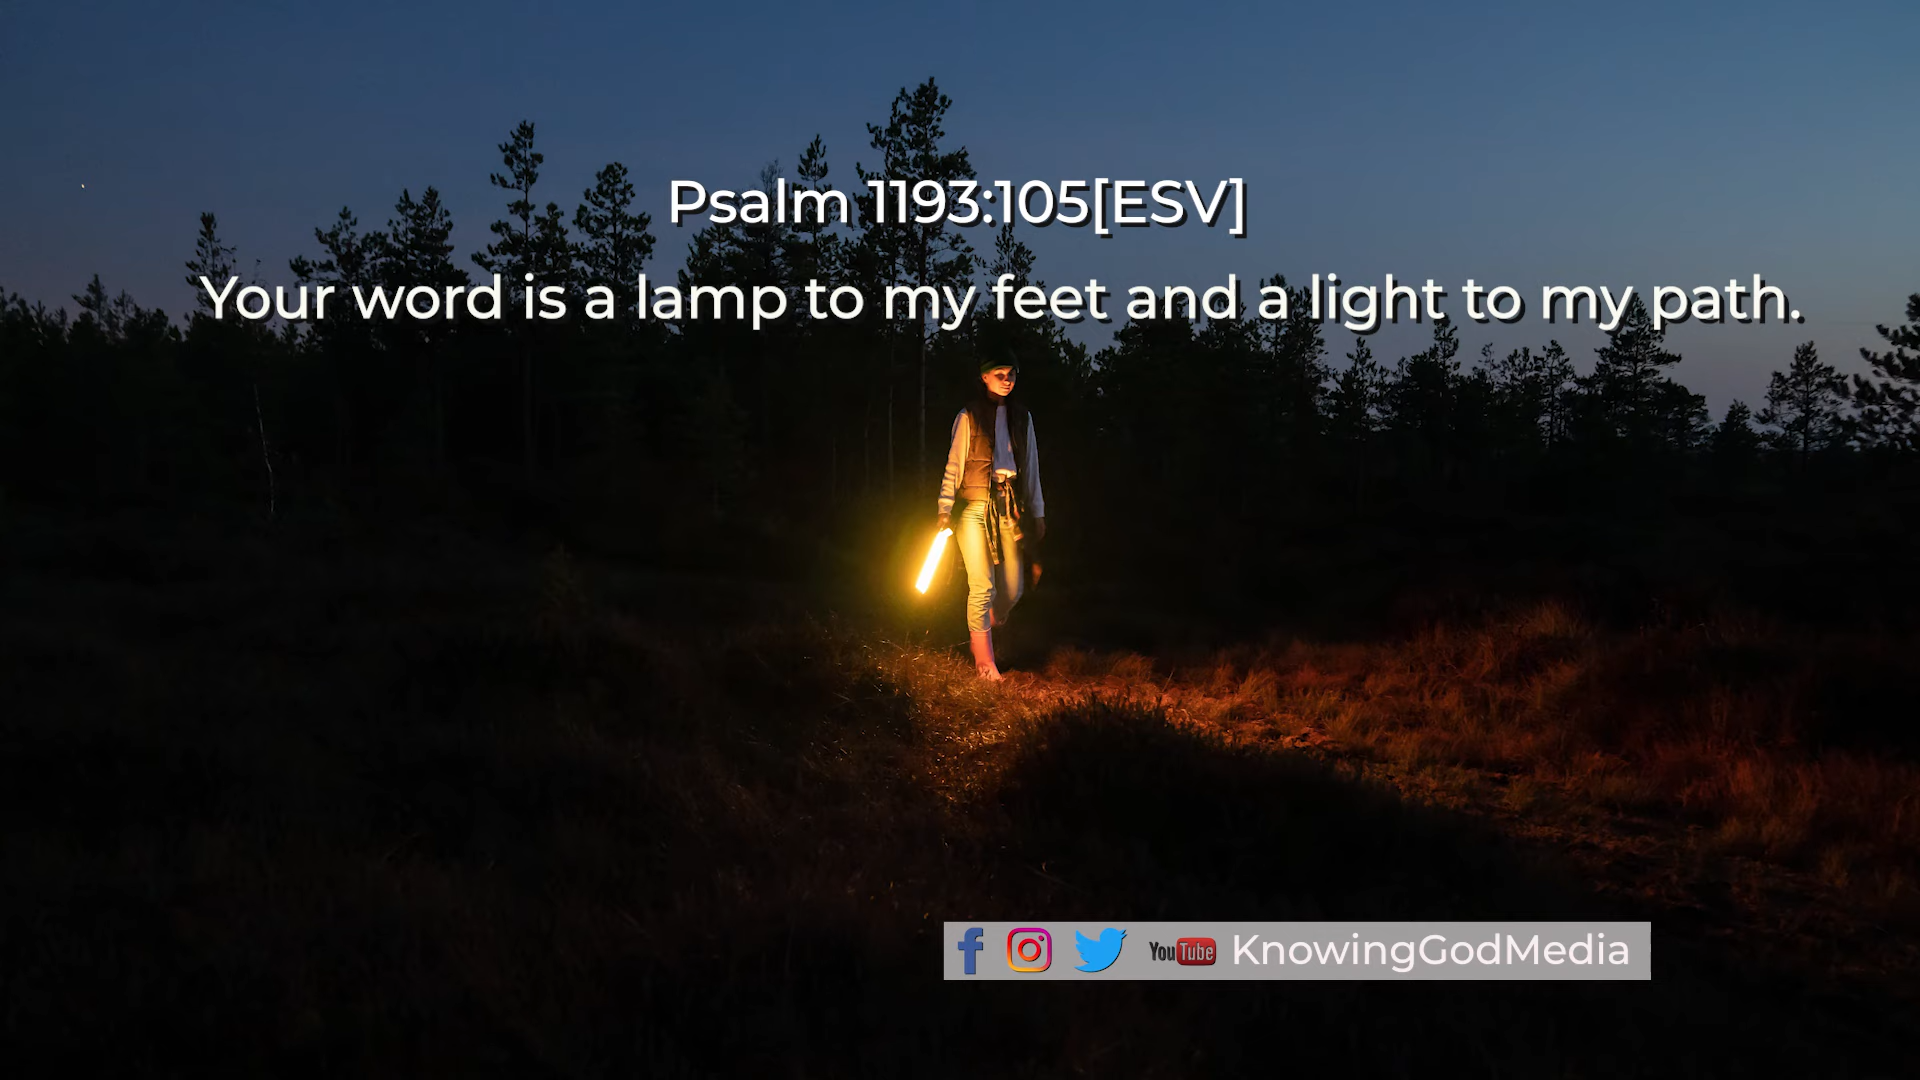 Psalm 1193:105[ESV]
Your word is a lamp to my feet and a light to my path.
f You Tube KnowingGodMedia